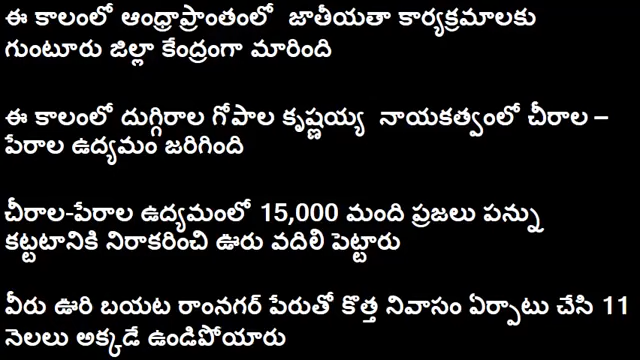 ఈ కాలంలో ఆంధ్రాప్రాంతంలో జాతీయతా కార్యక్రమాలకు
గుంటూరు జిల్లా కేంద్రంగా మారింది
ఈ కాలంలో దుగ్గిరాల గోపాల కృష్ణయ్య నాయకత్వంలో చీరాల –
పేరాల ఉద్యమం జరిగింది
చీరాల-పేరాల ఉద్యమంలో 15,000 మంది ప్రజలు పన్ను
కట్టటానికి నిరాకరించి ఊరు వదిలి పెట్టారు
వీరు ఊరి బయట రాంనగర్ పేరుతో కొత్త నివాసం ఏర్పాటు చేసి 11
నెలలు అక్కడే ఉండిపోయారు